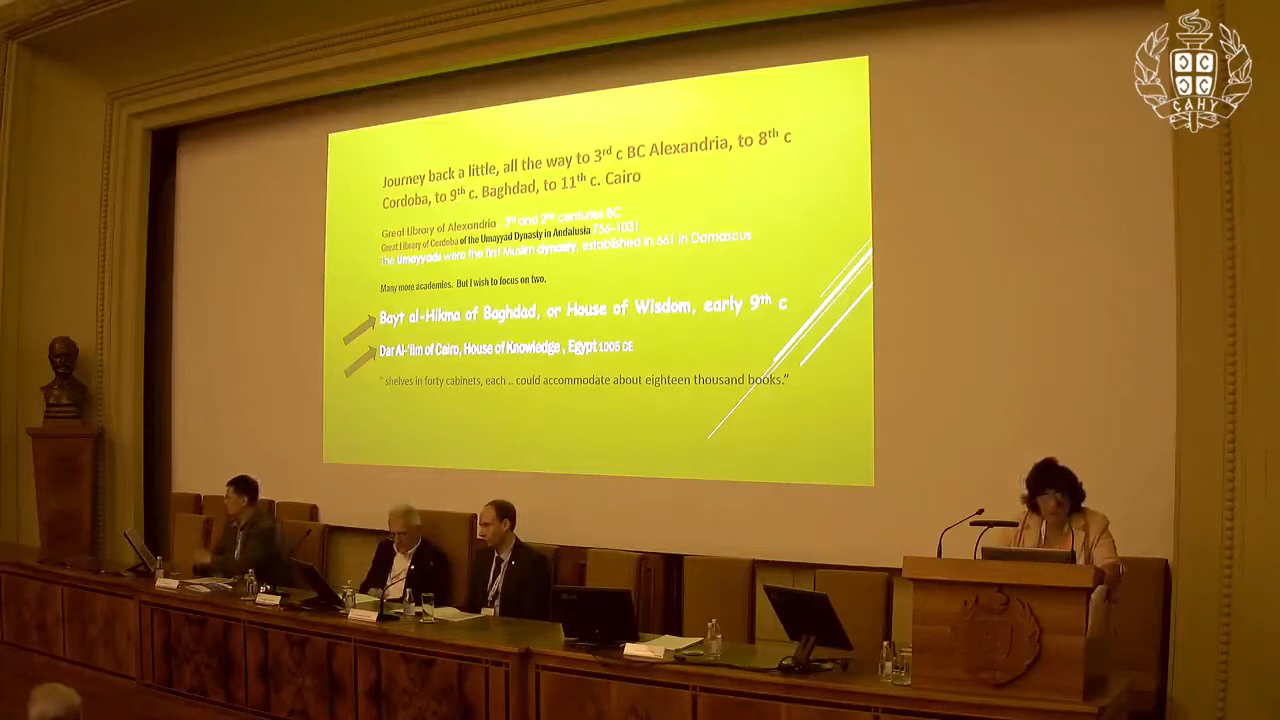 Journey back a little, all the way to 3rd c BC Alexandria, to 8th c
Cordoba, to 9th c. Baghdad, to 11th c. Cairo
Great Library of Alexandria 3rd and 2nd centuries BC
Great Library of Cordoba of the Umayyad Dynasty in Andalusia 756-1031
The Umayyads were the first Muslim dynasty, established in 661 in Damascus
Many more academies. But I wish to focus on two.
Bayt al-Hikma of Baghdad, or House of Wisdom, early 9th c
Dar Al-'Ilm of Cairo, House of Knowledge , Egypt 1005 CE
" shelves in forty cabinets, each .. could accommodate about eighteen thousand books."
САНУ